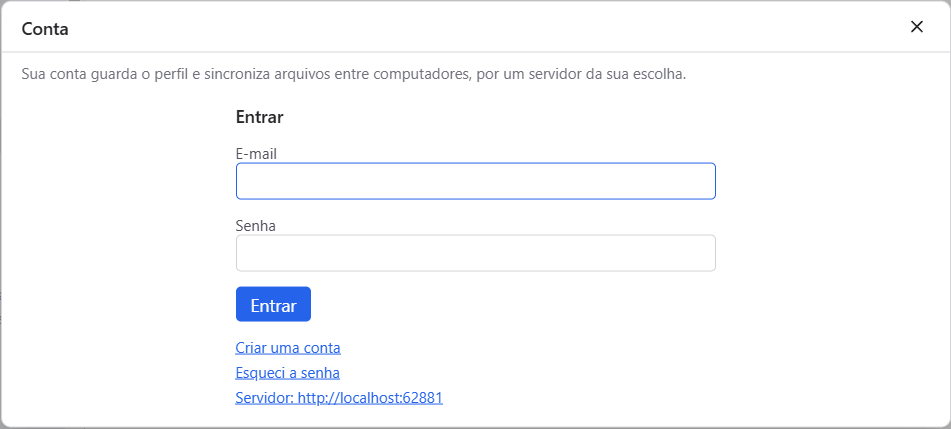 Conta
Sua conta guarda o perfil e sincroniza arquivos entre computadores, por um servidor da sua escolha.
Entrar
E-mail
Senha
Entrar
Criar uma conta
Esqueci a senha
Servidor: http://localhost:62881